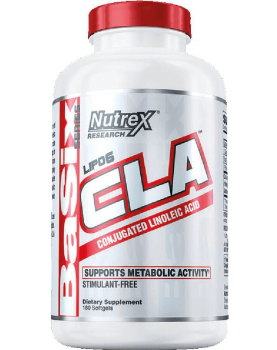 Basix
SERIES
Nutrex
RESEARCH
LIPO6
CLA
CONJUGATED LINOLEIC ACID
SUPPORTS METABOLIC ACTIVITY
STIMULANT-FREE
Dietary Supplement
180 Softgels